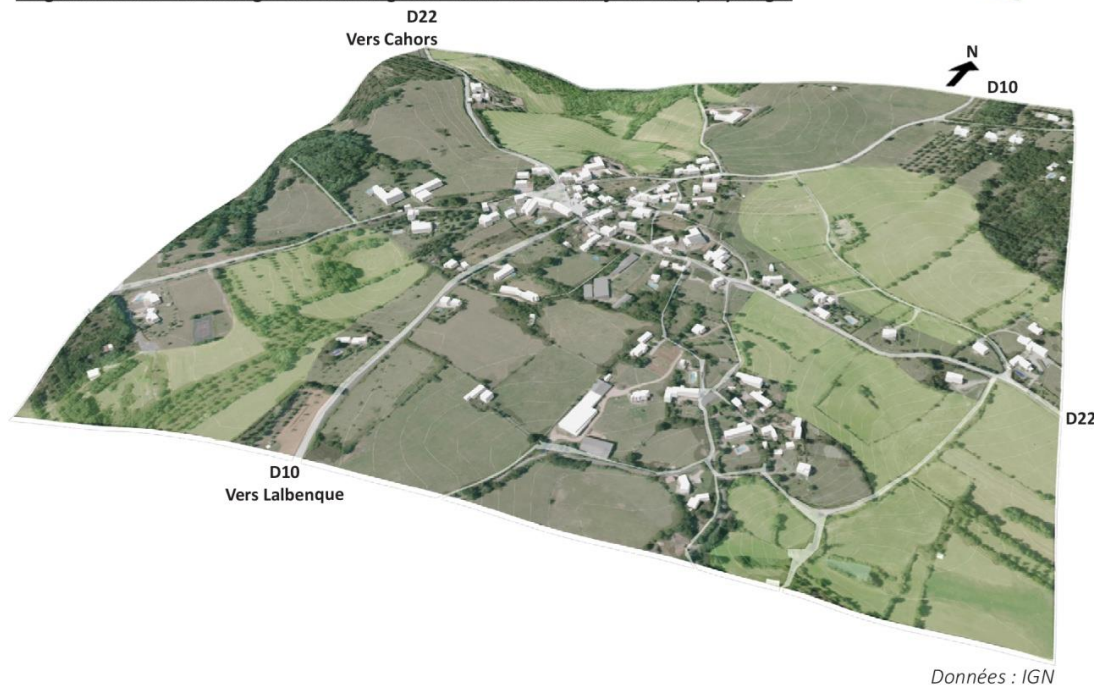 D22
Vers Cahors
N
D10
D22
D10
Vers Lalbenque
Données : IGN